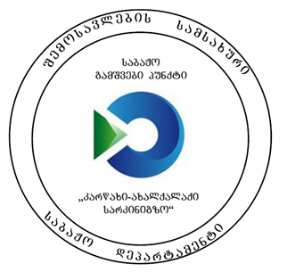 შემოსავლების სამსახური
საბაჟო
გამშვები პუნქტი
„კარწახი-ახალქალაქი
სარკინიგზო“
საბაჟო დეპარტამენტი